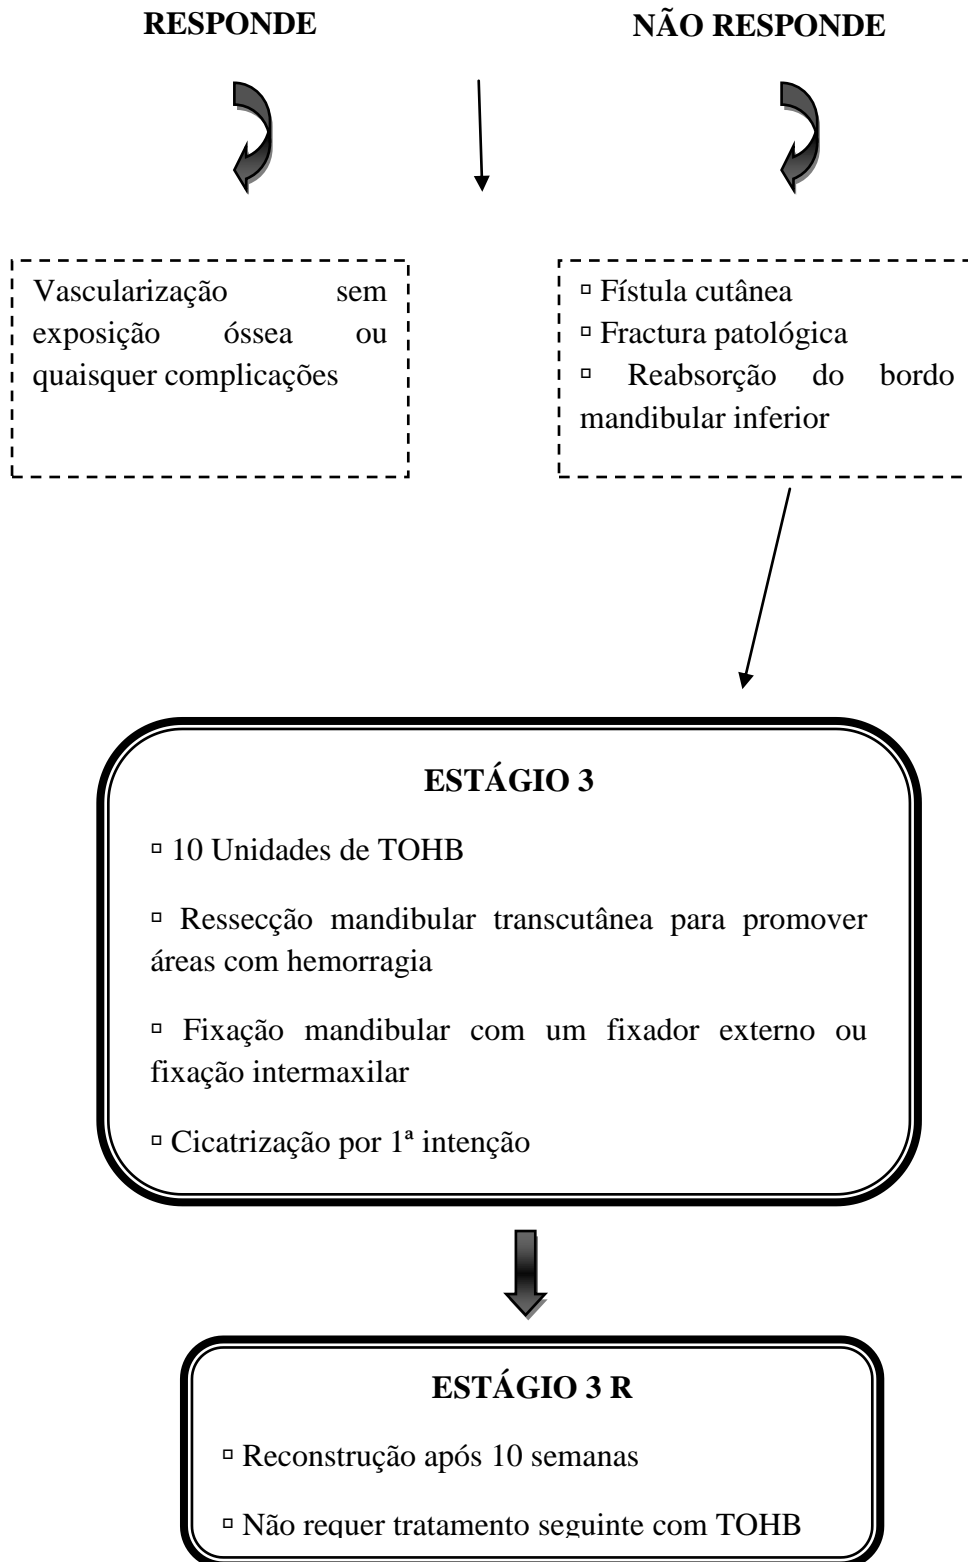 RESPONDE
NÃO RESPONDE
Vascularização sem
exposição óssea ou
quaisquer complicações
▫ Fístula cutânea
▫ Fractura patológica
▫ Reabsorção do bordo
mandibular inferior
ESTÁGIO 3
▫ 10 Unidades de TOHB
▫ Ressecção mandibular transcutânea para promover
áreas com hemorragia
▫ Fixação mandibular com um fixador externo ou
fixação intermaxilar
▫ Cicatrização por 1ª intenção
ESTÁGIO 3 R
▫ Reconstrução após 10 semanas
▫ Não requer tratamento seguinte com TOHB